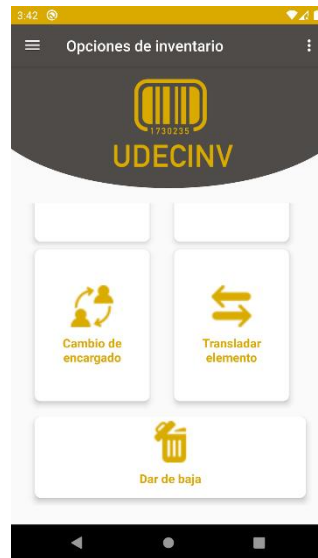 3:42
Opciones de inventario
1730235
UDECINV
Cambio de
encargado
Transladar
elemento
Dar de baja